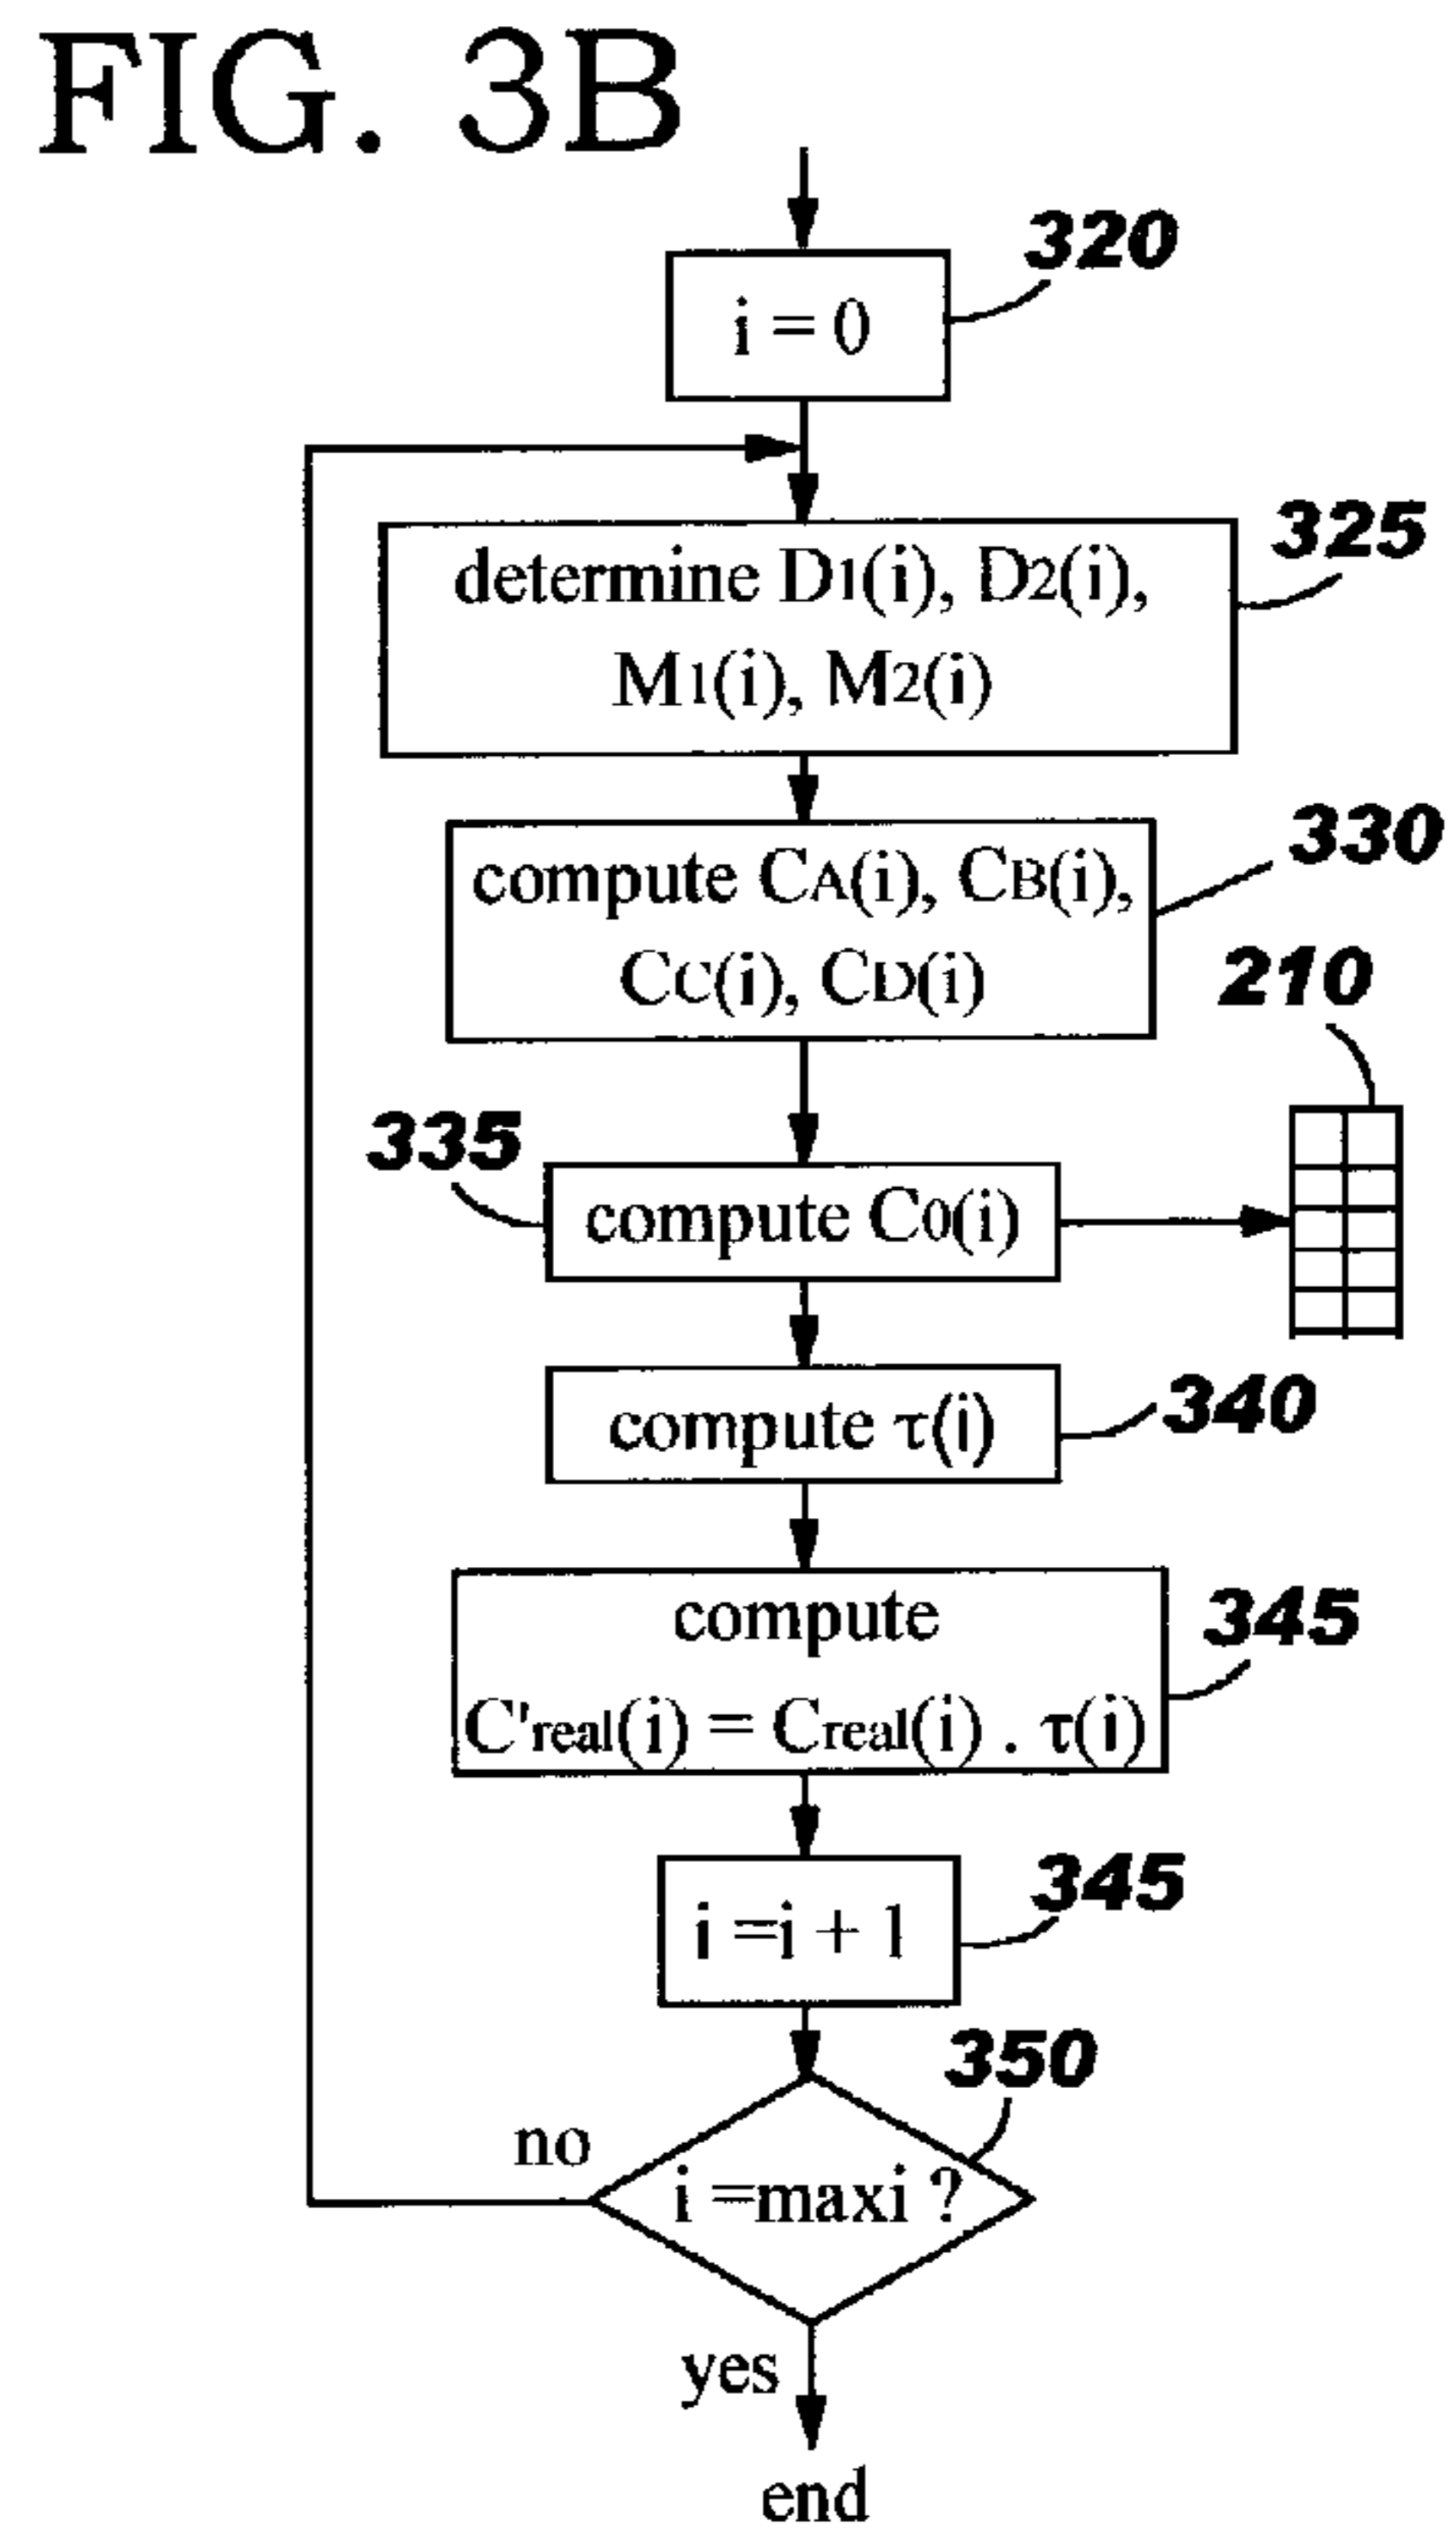 FIG. 3B
320
i = 0
325
determine D1(i), D2(i),
M1(i), M2(i)
330
compute CA(i), CB(i),
CC(i), CD(i)
210
335
compute C0(i)
340
compute τ(i)
345
compute
C'real(i) = Creal(i) . τ(i)
345
i =i + 1
350
no
i =maxi ?
yes
end